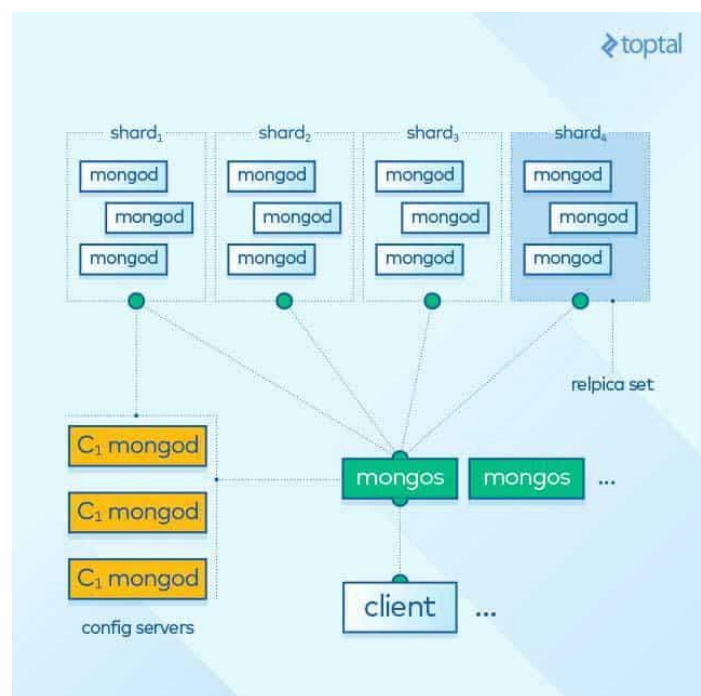 toptal
shard₁ shard₂ shard₃ shard₄
mongod mongod mongod mongod
mongod mongod mongod mongod
mongod mongod mongod mongod
relpica set
C₁ mongod
mongos mongos ...
C₁ mongod
C₁ mongod
client ...
config servers